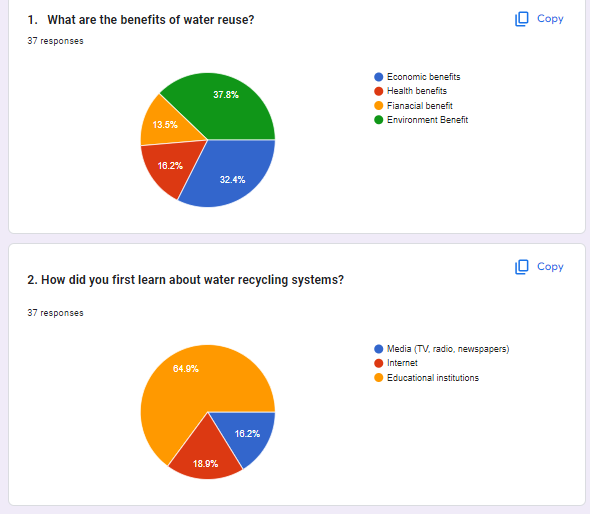 1. What are the benefits of water reuse?
Copy
37 responses
37.8%
13.5%
16.2%
32.4%
Economic benefits
Health benefits
Fianacial benefit
Environment Benefit
Copy
2. How did you first learn about water recycling systems?
37 responses
64.9%
16.2%
18.9%
Media (TV, radio, newspapers)
Internet
Educational institutions